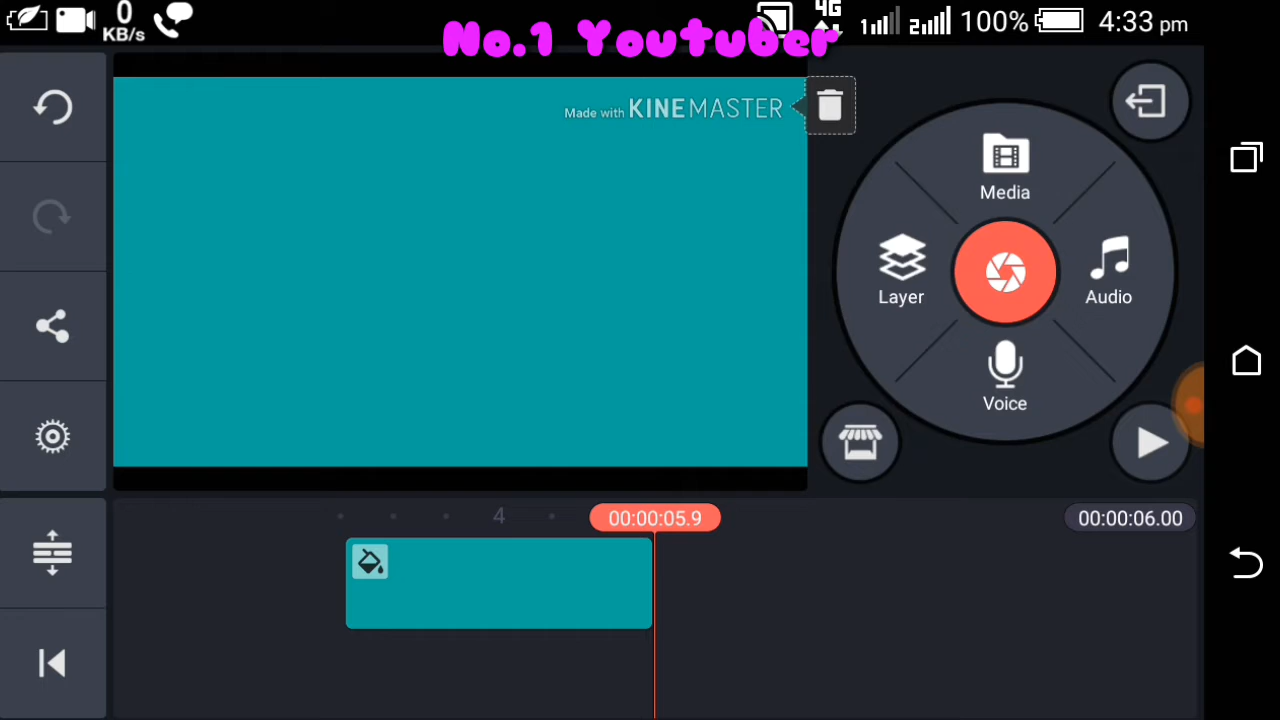 0
KB/s
4G
100%
4:33 pm
No.1 Youtuber
Made with KINEMASTER
Media
Layer
Audio
Voice
4
00:00:05.9
00:00:06.00